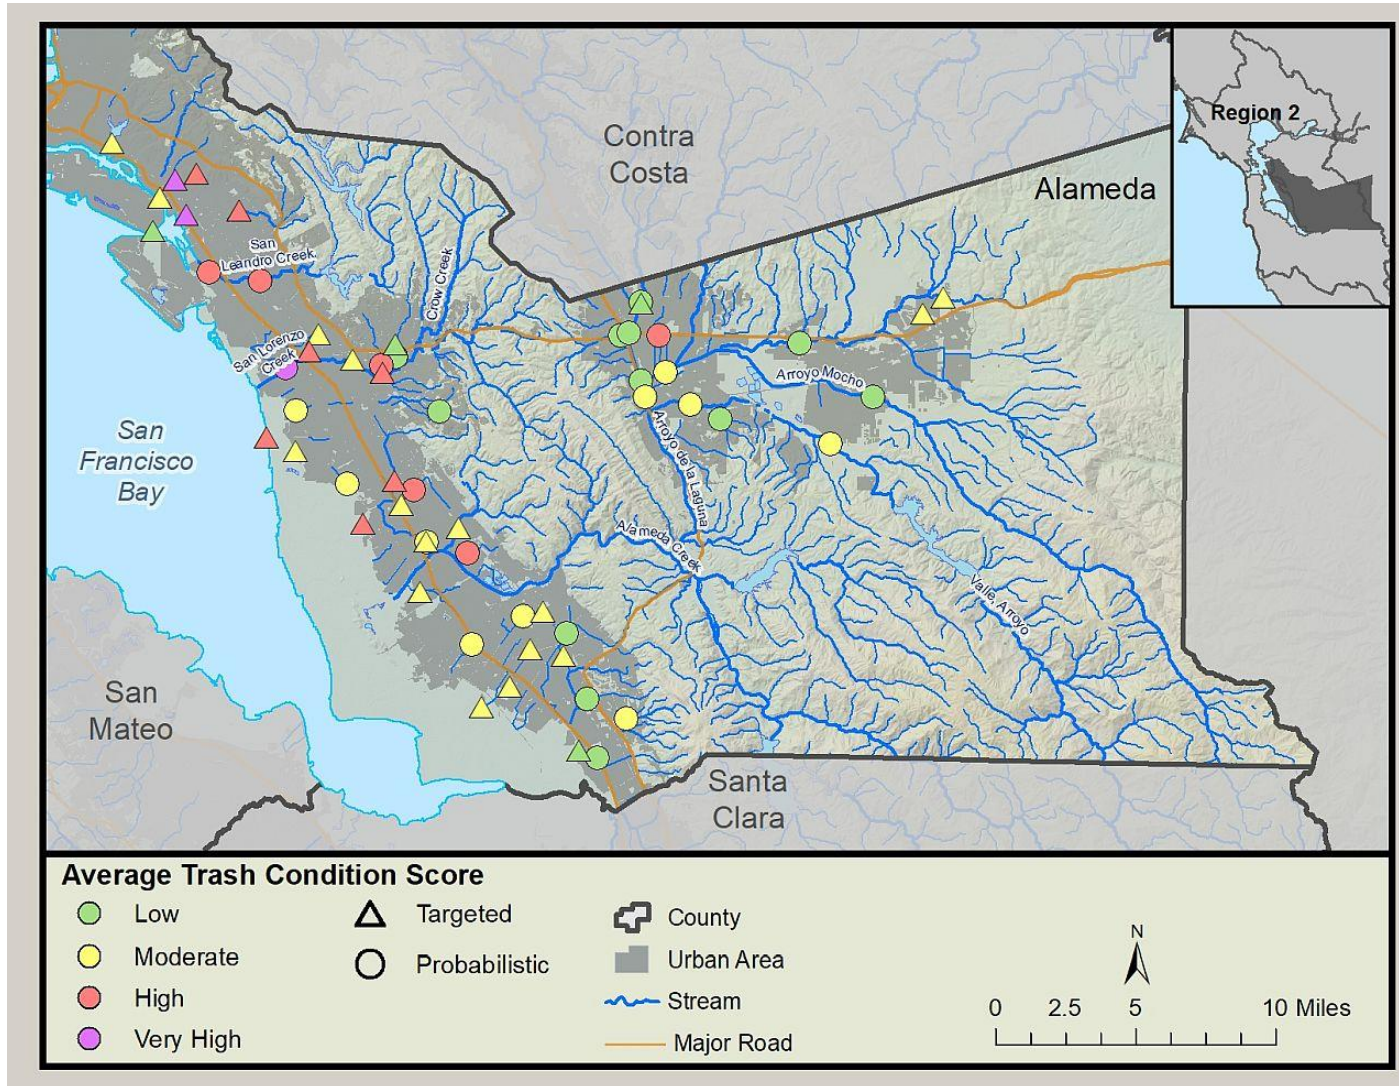 Contra
Costa
Region 2
Alameda
San
Leandro Creek
Crow Creek
San Lorenzo
Creek
Arroyo Mocho
San
Francisco
Bay
Arroyo de la Laguna
Alameda Creek
Valle, Arroyo
San
Mateo
Santa
Clara
Average Trash Condition Score
Low
Moderate
High
Very High
Targeted
Probabilistic
County
Urban Area
Stream
Major Road
N
0 2.5 5 10 Miles